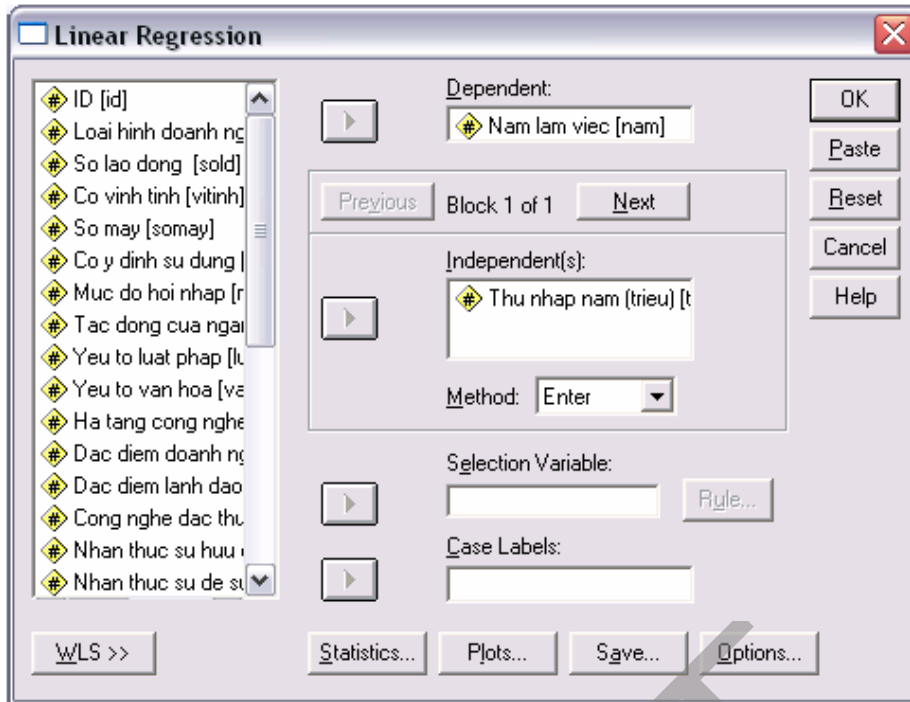 Linear Regression
ID [id]
Loai hinh doanh ng
So lao dong [sold]
Co vinh tinh [vitinh]
So may [somay]
Co y dinh su dung [
Muc do hoi nhap [r
Tac dong cua ngar
Yeu to luat phap [lu
Yeu to van hoa [va
Ha tang cong nghe
Dac diem doanh ng
Dac diem lanh dao
Cong nghe dac thu
Nhan thuc su huu
Nhan thuc su de su
WLS >>
Dependent:
Nam lam viec [nam]
Previous Block 1 of 1 Next
Independent(s):
Thu nhap nam (trieu) [t
Method: Enter
Selection Variable:
Rule...
Case Labels:
Statistics... Plots... Save... Options...
OK
Paste
Reset
Cancel
Help